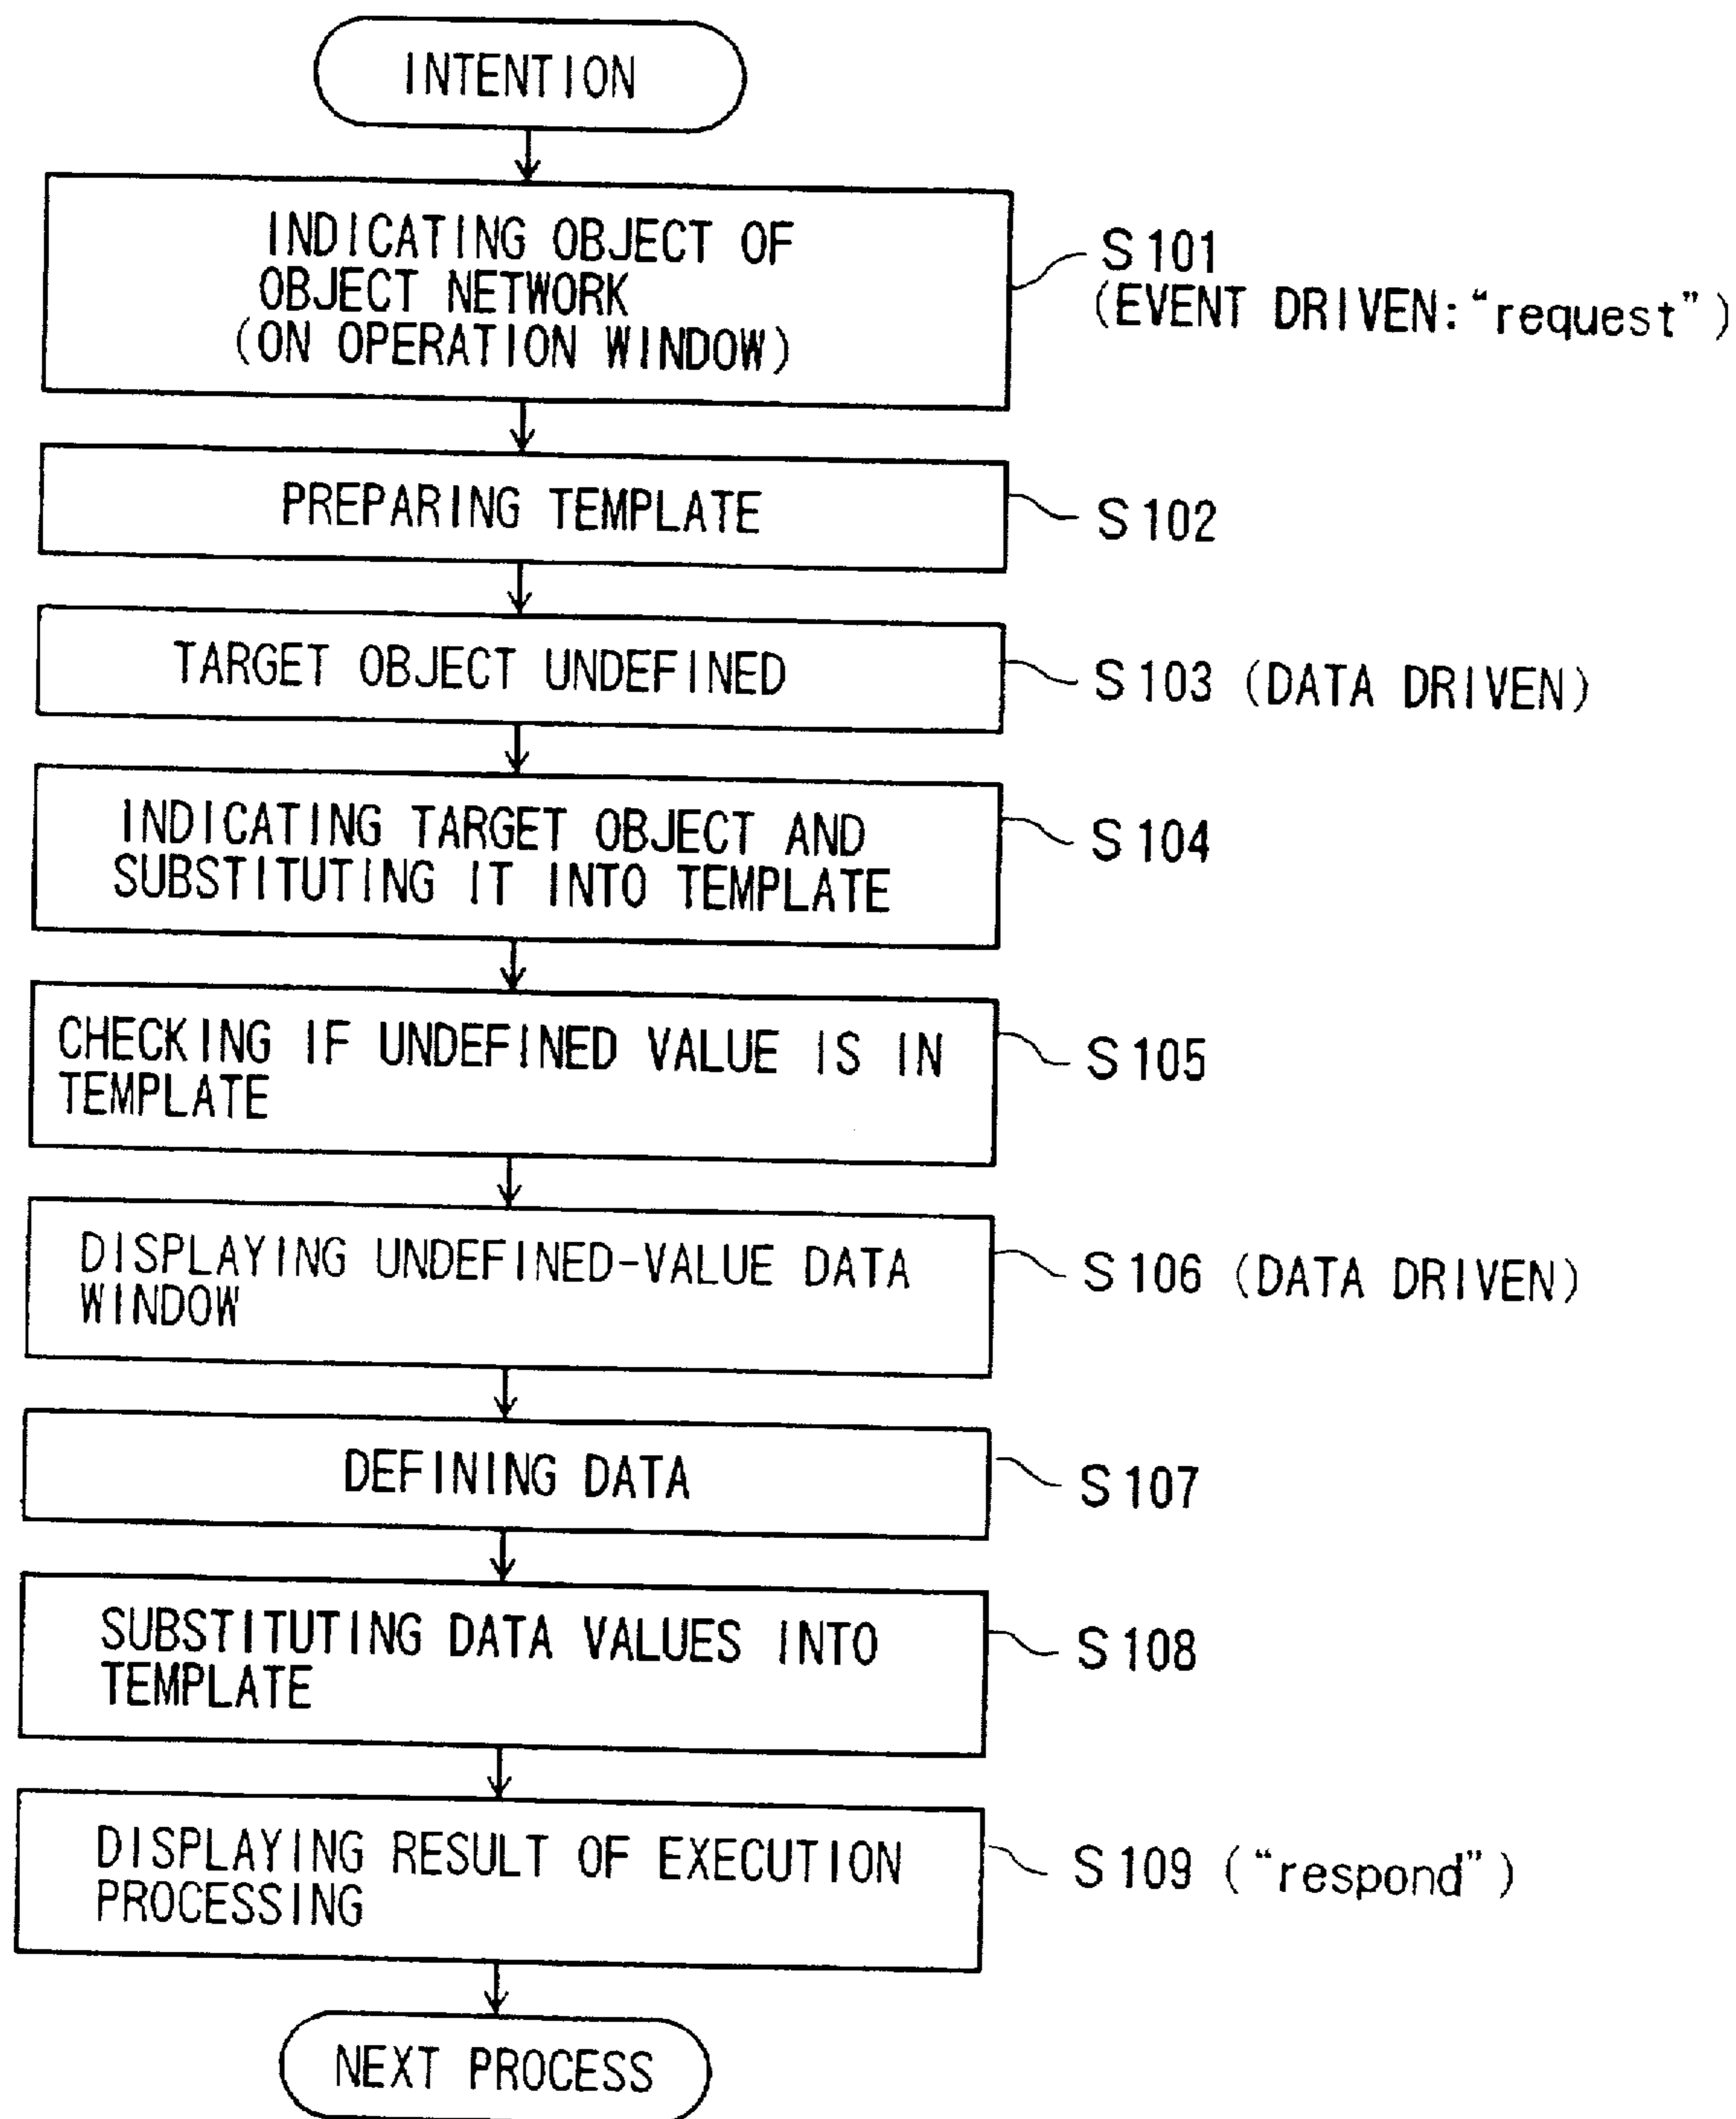 INTENTION
INDICATING OBJECT OF
OBJECT NETWORK
(ON OPERATION WINDOW)
S101
(EVENT DRIVEN:“request”)
PREPARING TEMPLATE
S102
TARGET OBJECT UNDEFINED
S103 (DATA DRIVEN)
INDICATING TARGET OBJECT AND
SUBSTITUTING IT INTO TEMPLATE
S104
CHECKING IF UNDEFINED VALUE IS IN
TEMPLATE
S105
DISPLAYING UNDEFINED-VALUE DATA
WINDOW
S106 (DATA DRIVEN)
DEFINING DATA
S107
SUBSTITUTING DATA VALUES INTO
TEMPLATE
S108
DISPLAYING RESULT OF EXECUTION
PROCESSING
S109 (“respond”)
NEXT PROCESS